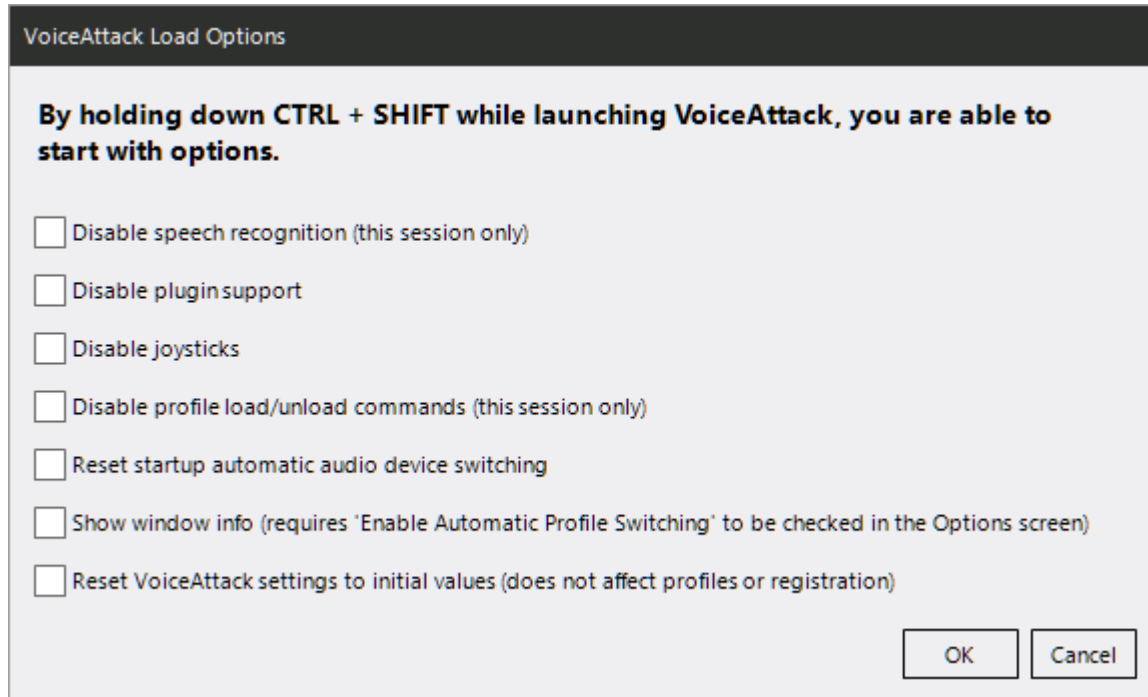 VoiceAttack Load Options
By holding down CTRL + SHIFT while launching VoiceAttack, you are able to
start with options.
Disable speech recognition (this session only)
Disable plugin support
Disable joysticks
Disable profile load/unload commands (this session only)
Reset startup automatic audio device switching
Show window info (requires 'Enable Automatic Profile Switching' to be checked in the Options screen)
Reset VoiceAttack settings to initial values (does not affect profiles or registration)
OK Cancel